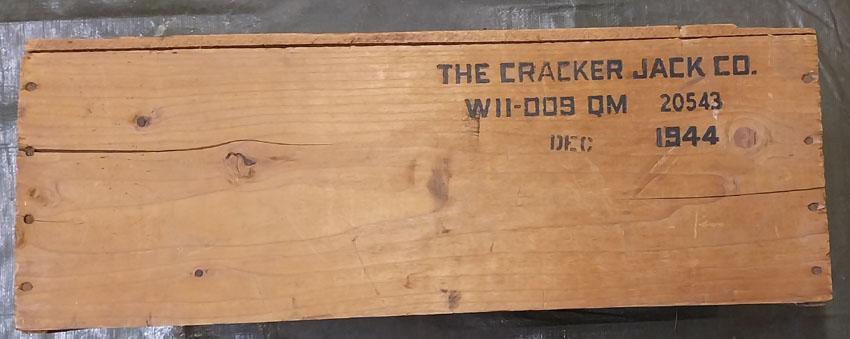 THE CRACKER JACK CO.
W11-009 QM 20543
DEC 1944